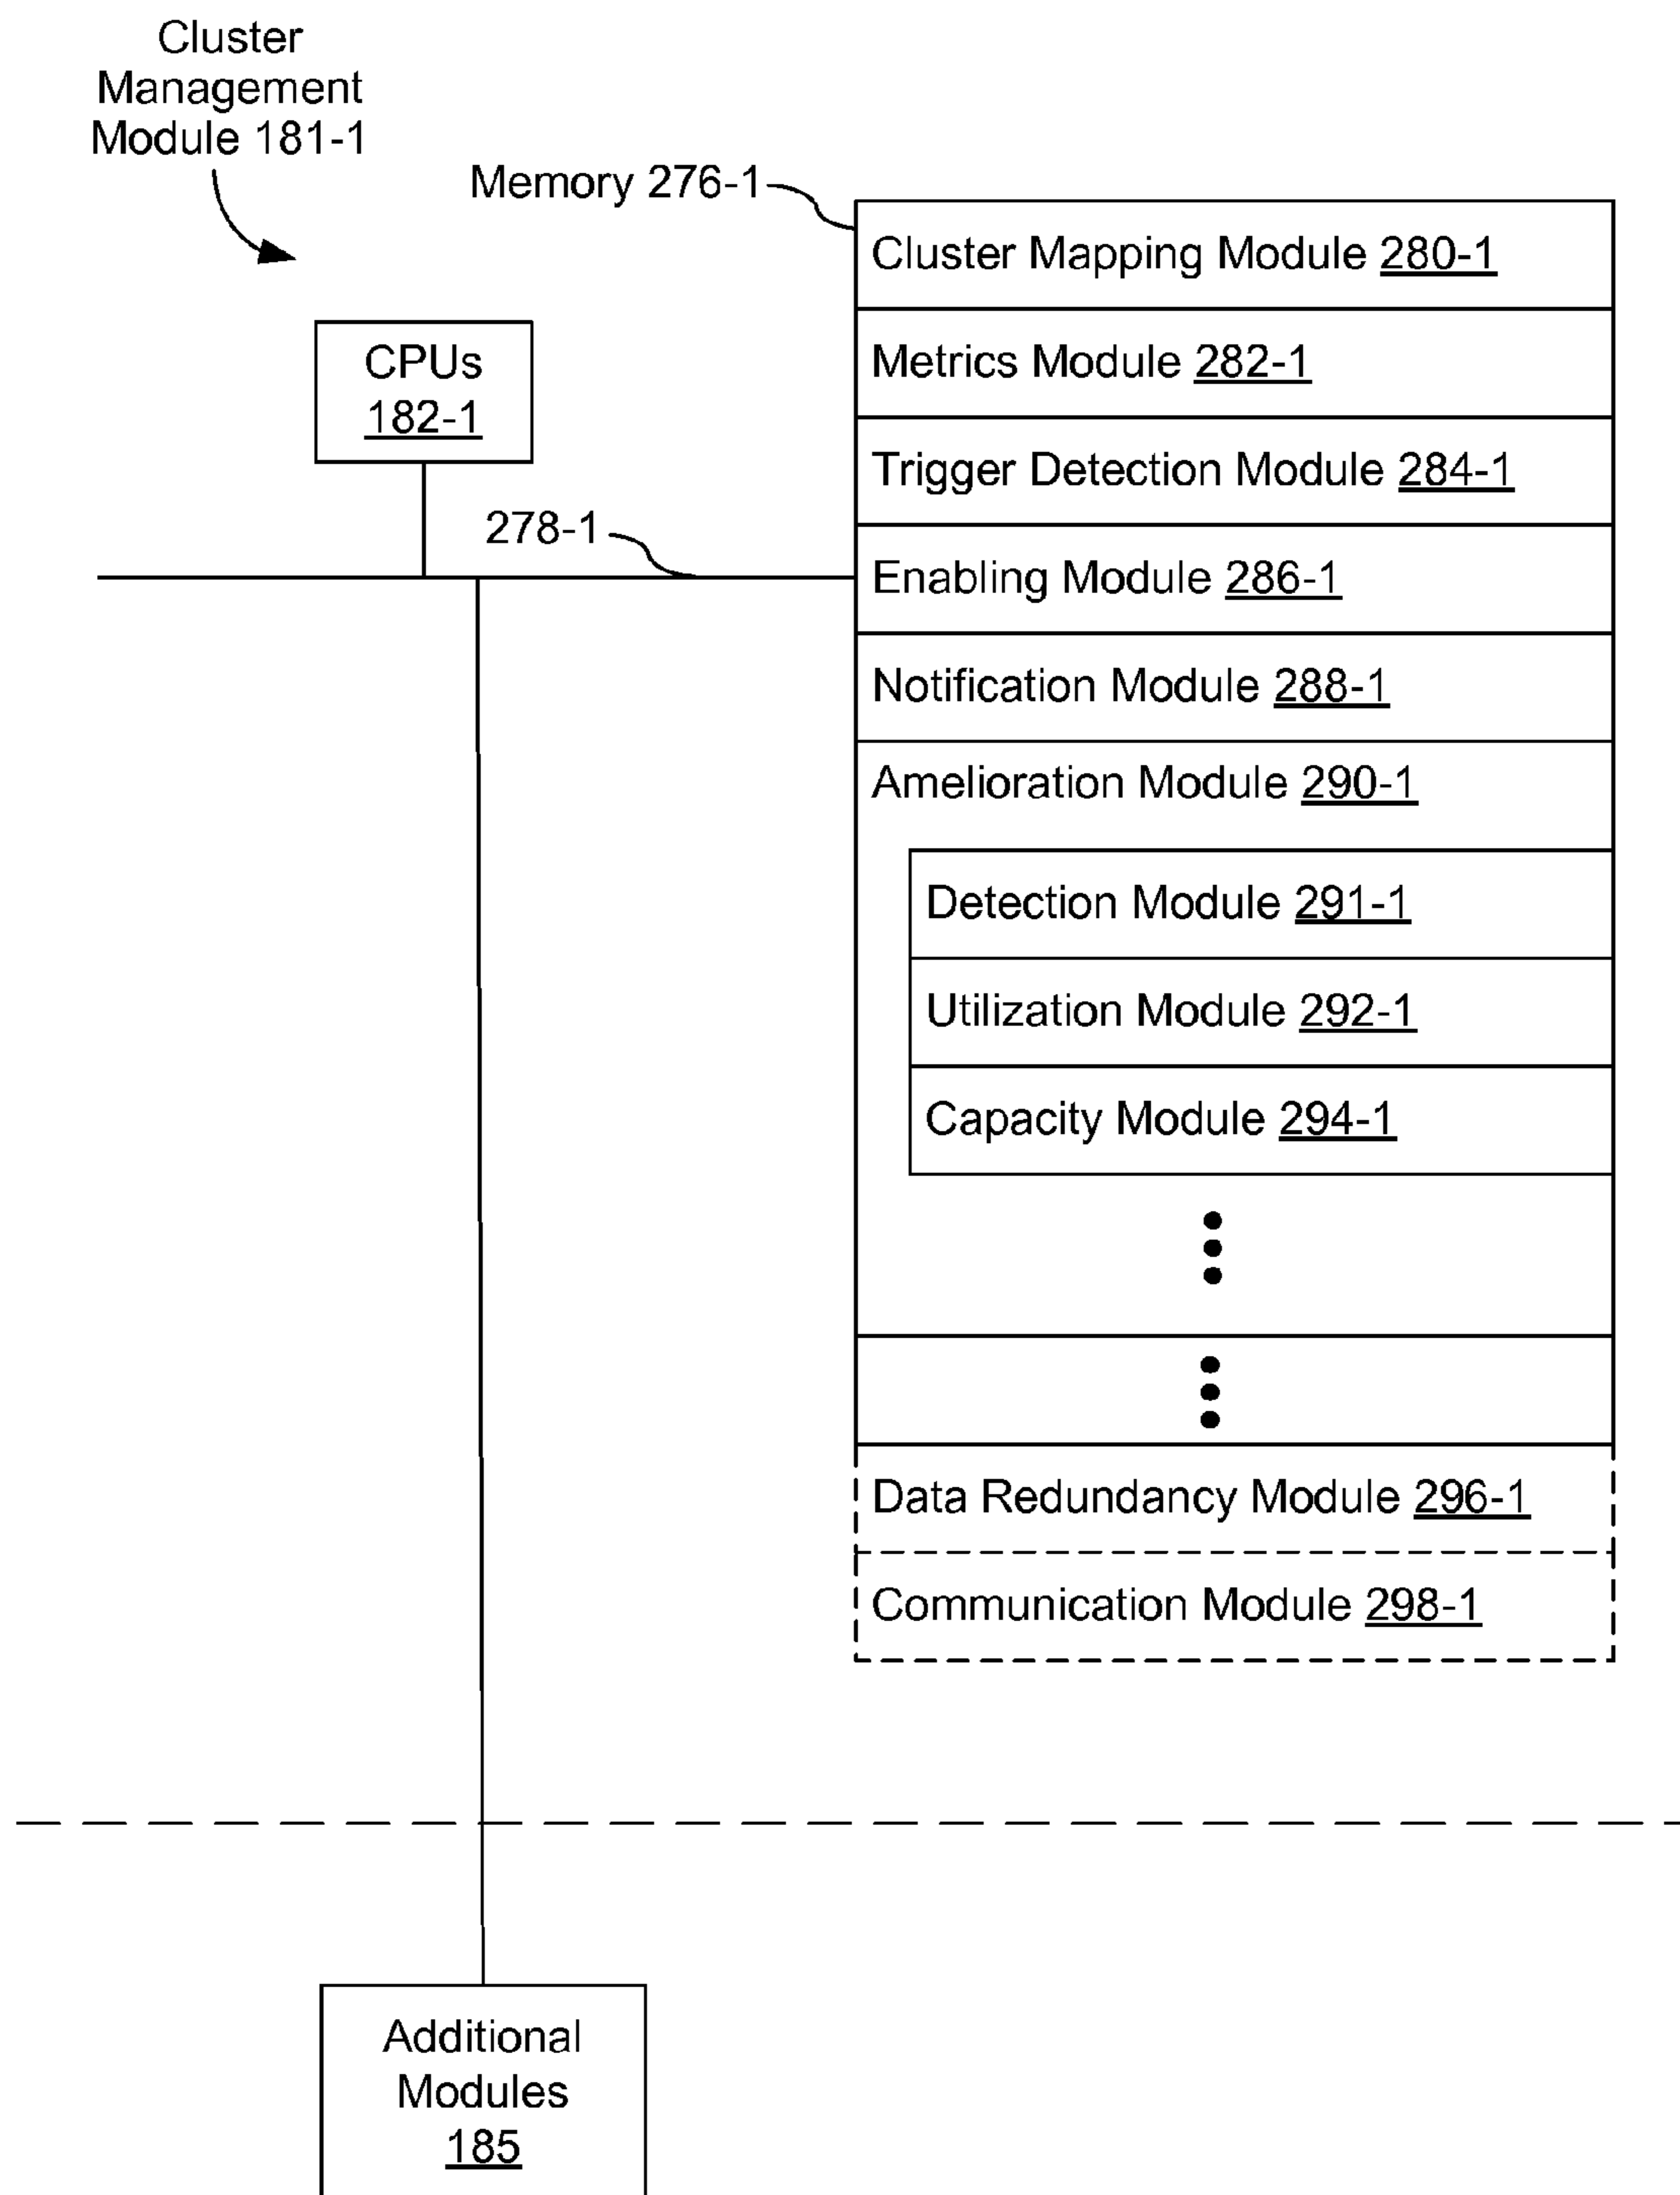 Cluster
Management
Module 181-1
Memory 276-1
Cluster Mapping Module 280-1
CPUs
182-1
Metrics Module 282-1
Trigger Detection Module 284-1
278-1
Enabling Module 286-1
Notification Module 288-1
Amelioration Module 290-1
Detection Module 291-1
Utilization Module 292-1
Capacity Module 294-1
Data Redundancy Module 296-1
Communication Module 298-1
Additional
Modules
185